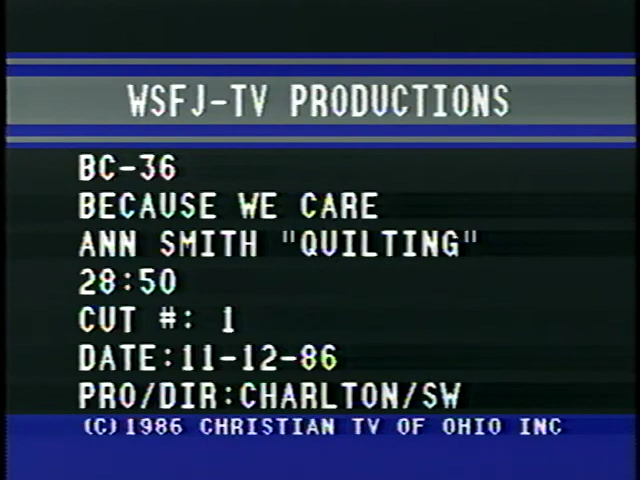 WSFJ-TV PRODUCTIONS
BC-36
BECAUSE WE CARE
ANN SMITH "QUILTING"
28:50
CUT #: 1
DATE:11-12-86
PRO/DIR:CHARLTON/SW
(C)1986 CHRISTIAN TV OF OHIO INC